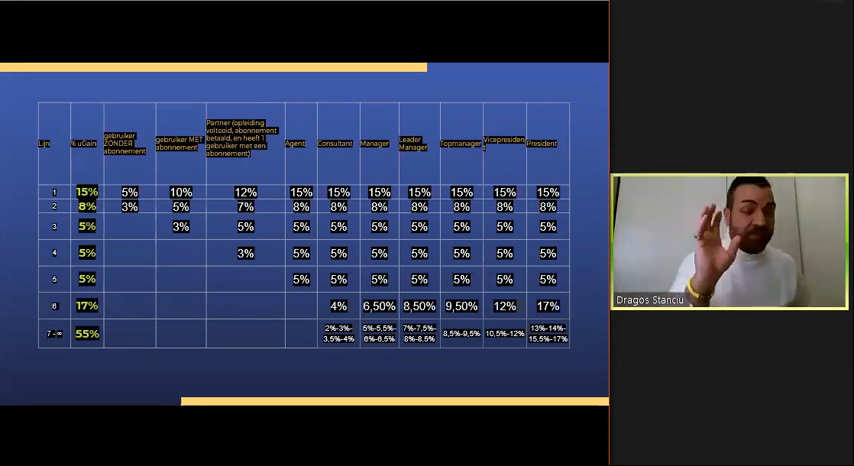 Lijn % uGain gebruiker ZONDER abonnement gebruiker MET abonnement Partner (opleiding voltooid, abonnement betaald, en heeft 1 gebruiker met een abonnement) Agent Consultant Manager Leader Manager Topmanager Vicepresident President
1 15% 5% 10% 12% 15% 15% 15% 15% 15% 15% 15%
2 8% 3% 5% 7% 8% 8% 8% 8% 8% 8% 8%
3 5% 3% 5% 5% 5% 5% 5% 5% 5% 5%
4 5% 3% 5% 5% 5% 5% 5% 5% 5%
5 5% 5% 5% 5% 5% 5% 5% 5%
6 17% 4% 6,50% 8,50% 9,50% 12% 17%
7 - ∞ 55% 2%-3%-3,5%-4% 5%-5,5%-6%-6,5% 7%-7,5%-8%-8,5% 8,5%-9,5% 10,5%-12% 13%-14%-15,5%-17%
Dragos Stanciu